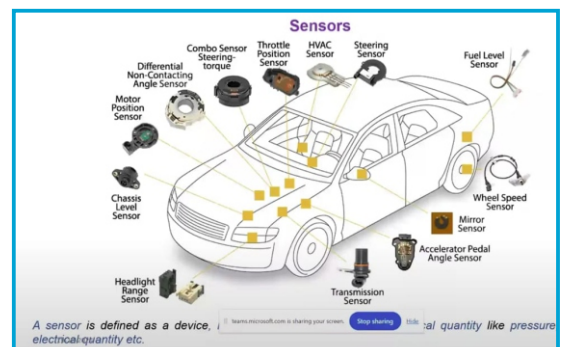 Sensors
Combo Sensor
Steering-
torque
Throttle
Position
Sensor
HVAC
Sensor
Steering
Sensor
Fuel Level
Sensor
Differential
Non-Contacting
Angle Sensor
Motor
Position
Sensor
Chassis
Level
Sensor
Wheel Speed
Sensor
Mirror
Sensor
Accelerator Pedal
Angle Sensor
Headlight
Range
Sensor
Transmission
Sensor
teams.microsoft.com is sharing your screen.
Stop sharing
Hide
A sensor is defined as a device,
cal quantity like pressure
electrical quantity etc.